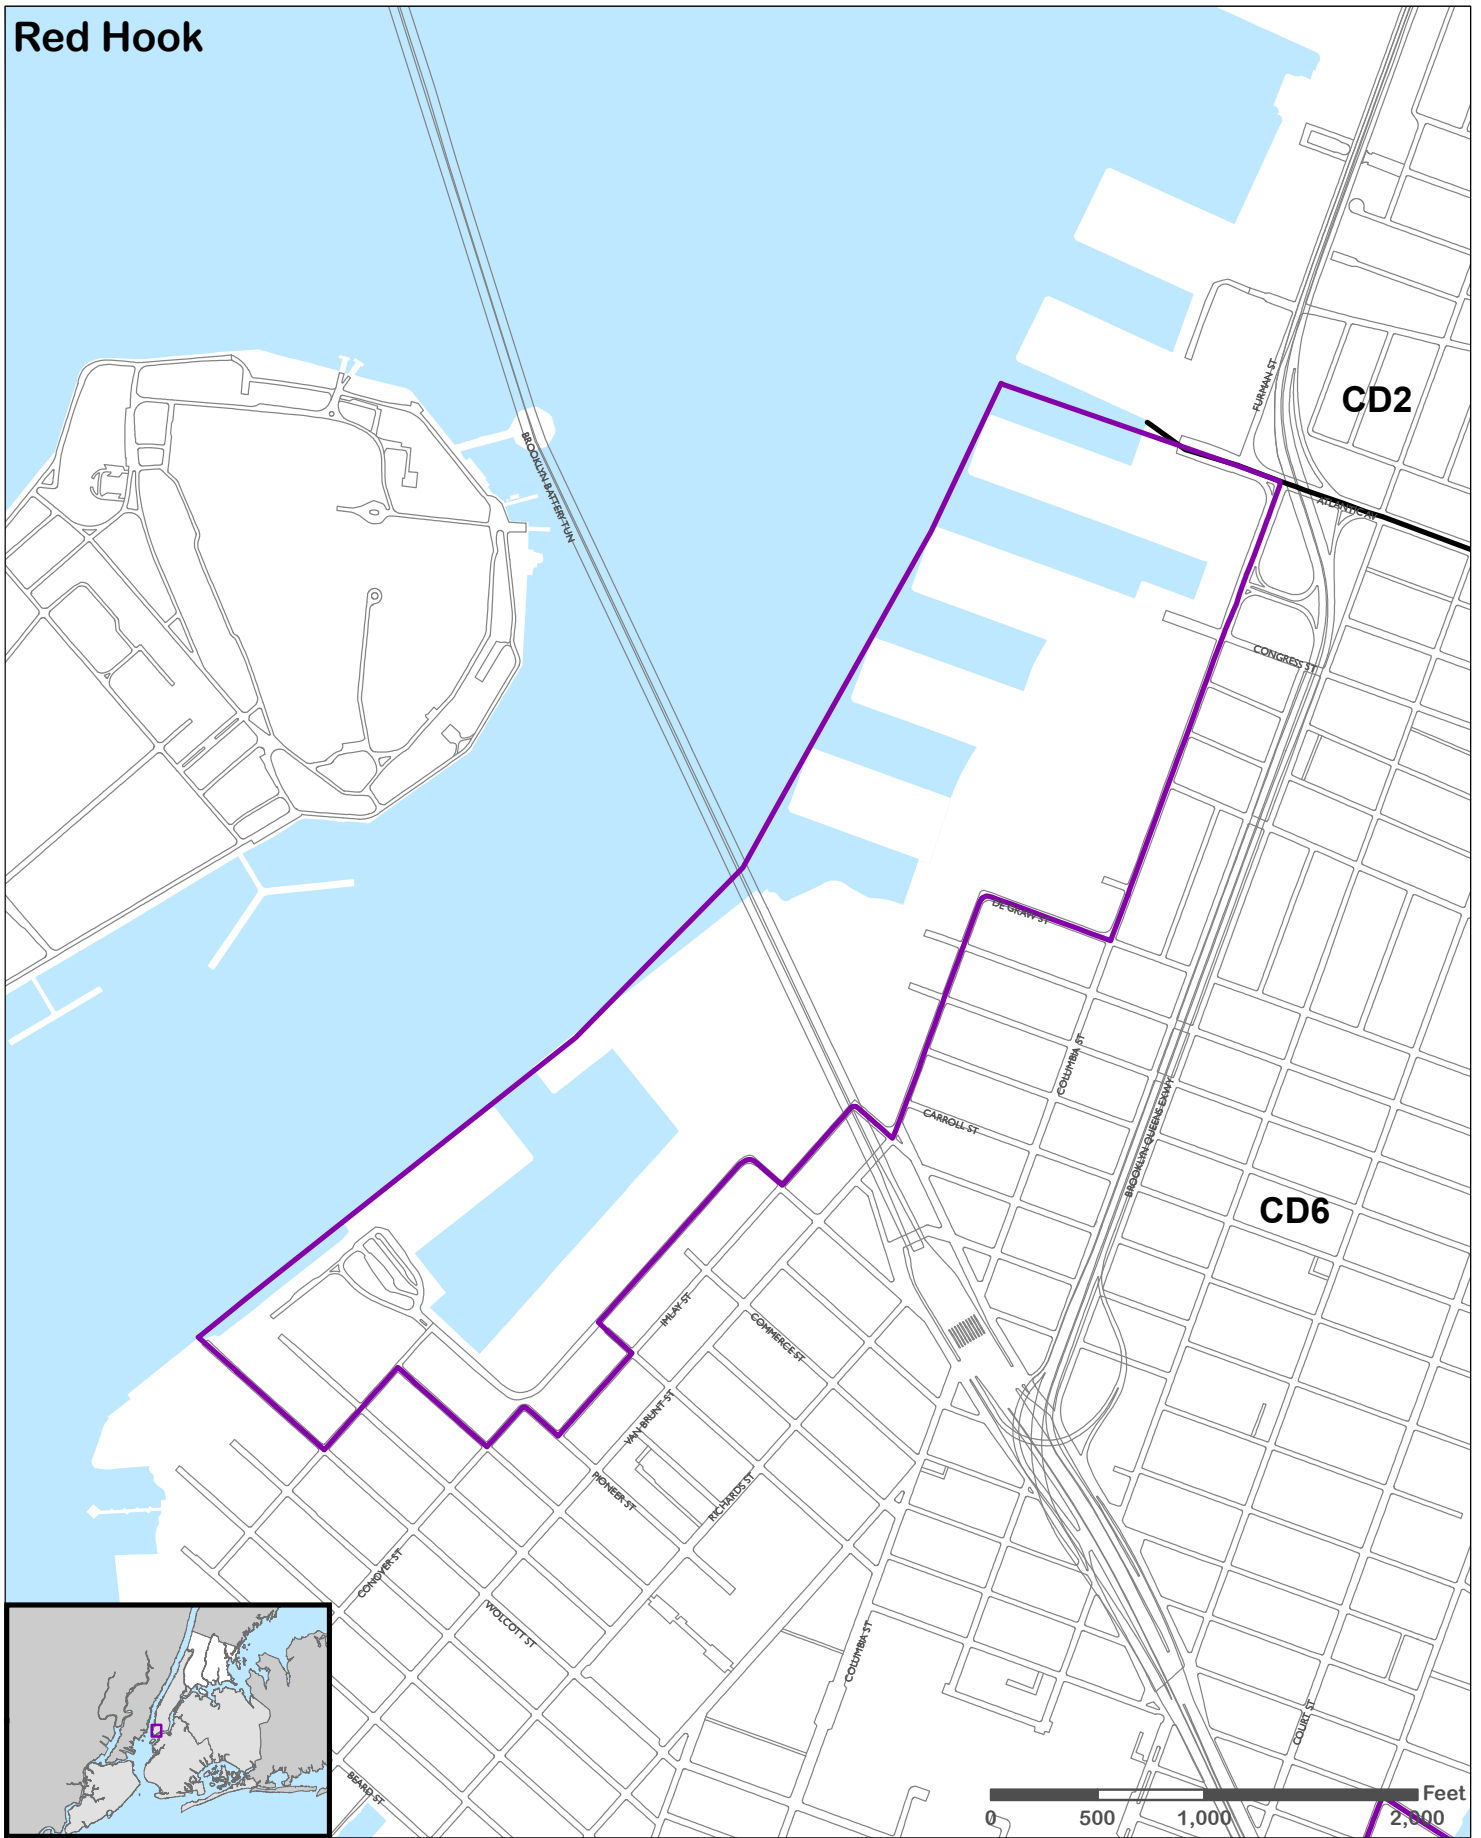 Red Hook
FURMAN ST
CD2
BROOKLYN BATTERY TUN
ATLANTIC AV
CONGRESS ST
DE GRAW ST
COLUMBIA ST
CARROLL ST
BROOKLYN QUEENS EXWY
CD6
IMLAY ST
COMMERCE ST
VAN BRUNT ST
PIONEER ST
RICHARDS ST
CONOVER ST
WOLCOTT ST
COLUMBIA ST
COURT ST
BEARD ST
Feet
0 500 1,000 2,000